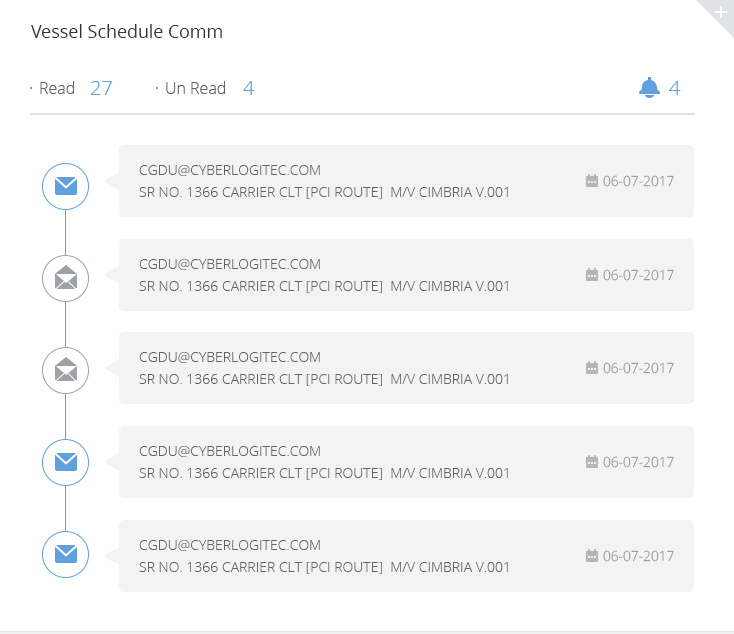 Vessel Schedule Comm
· Read 27 · Un Read 4 4
CGDU@CYBERLOGITEC.COM
SR NO. 1366 CARRIER CLT [PCI ROUTE] M/V CIMBRIA V.001
06-07-2017
CGDU@CYBERLOGITEC.COM
SR NO. 1366 CARRIER CLT [PCI ROUTE] M/V CIMBRIA V.001
06-07-2017
CGDU@CYBERLOGITEC.COM
SR NO. 1366 CARRIER CLT [PCI ROUTE] M/V CIMBRIA V.001
06-07-2017
CGDU@CYBERLOGITEC.COM
SR NO. 1366 CARRIER CLT [PCI ROUTE] M/V CIMBRIA V.001
06-07-2017
CGDU@CYBERLOGITEC.COM
SR NO. 1366 CARRIER CLT [PCI ROUTE] M/V CIMBRIA V.001
06-07-2017